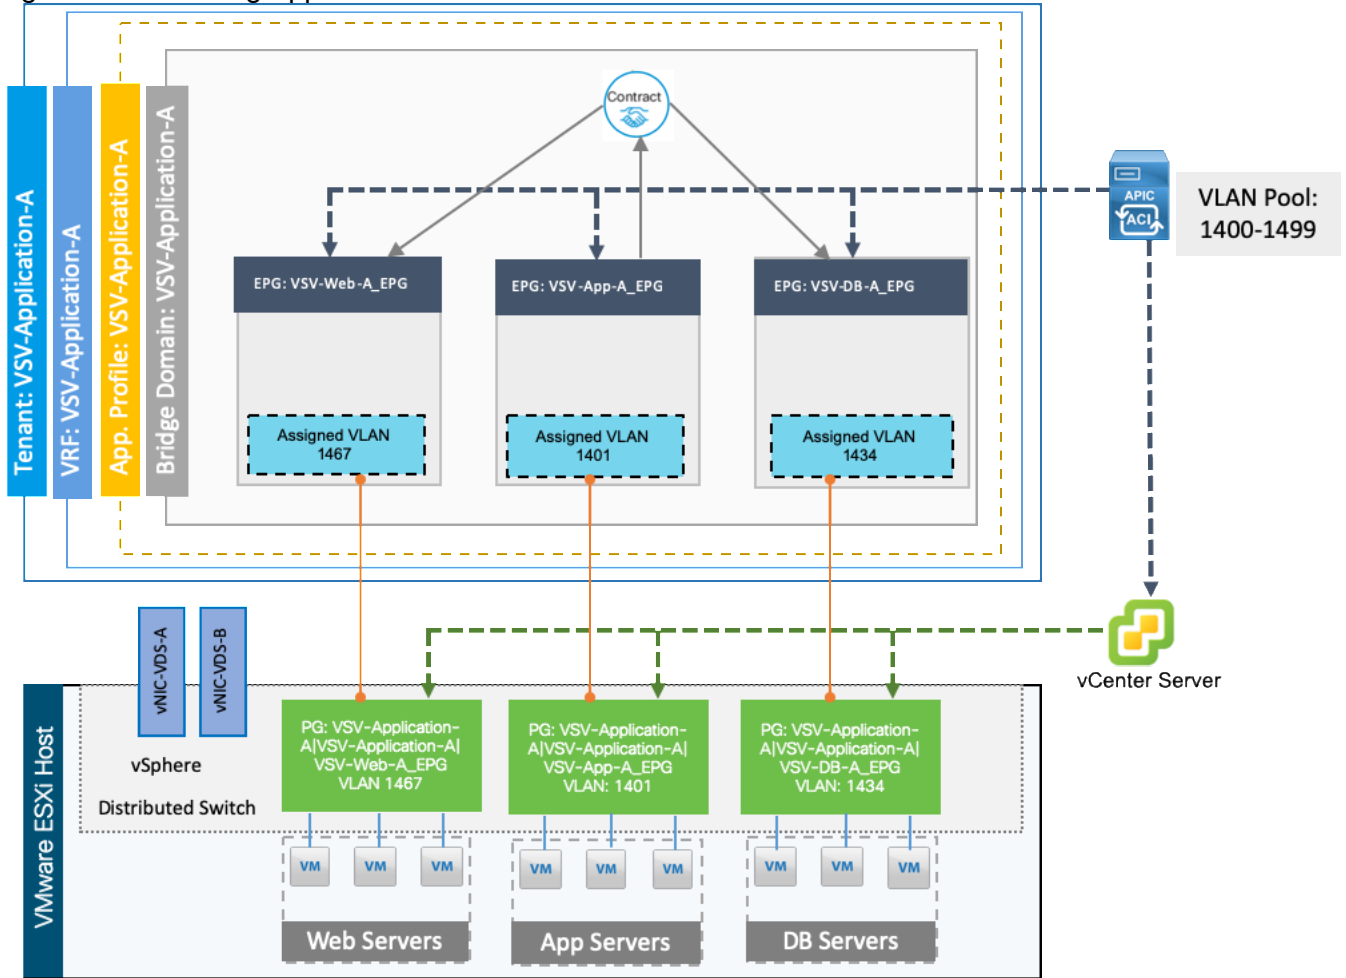 Contract
APIC
ACI
VLAN Pool:
1400-1499
Tenant: VSV-Application-A
VRF: VSV-Application-A
App. Profile: VSV-Application-A
Bridge Domain: VSV-Application-A
EPG: VSV-Web-A_EPG
EPG: VSV-App-A_EPG
EPG: VSV-DB-A_EPG
Assigned VLAN
1467
Assigned VLAN
1401
Assigned VLAN
1434
vNIC-VDS-A
vNIC-VDS-B
vCenter Server
VMware ESXi Host
vSphere
Distributed Switch
PG: VSV-Application-
A|VSV-Application-A|
VSV-Web-A_EPG
VLAN 1467
PG: VSV-Application-
A|VSV-Application-A|
VSV-App-A_EPG
VLAN: 1401
PG: VSV-Application-
A|VSV-Application-A|
VSV-DB-A_EPG
VLAN: 1434
VM
VM
VM
VM
VM
VM
VM
VM
VM
Web Servers
App Servers
DB Servers